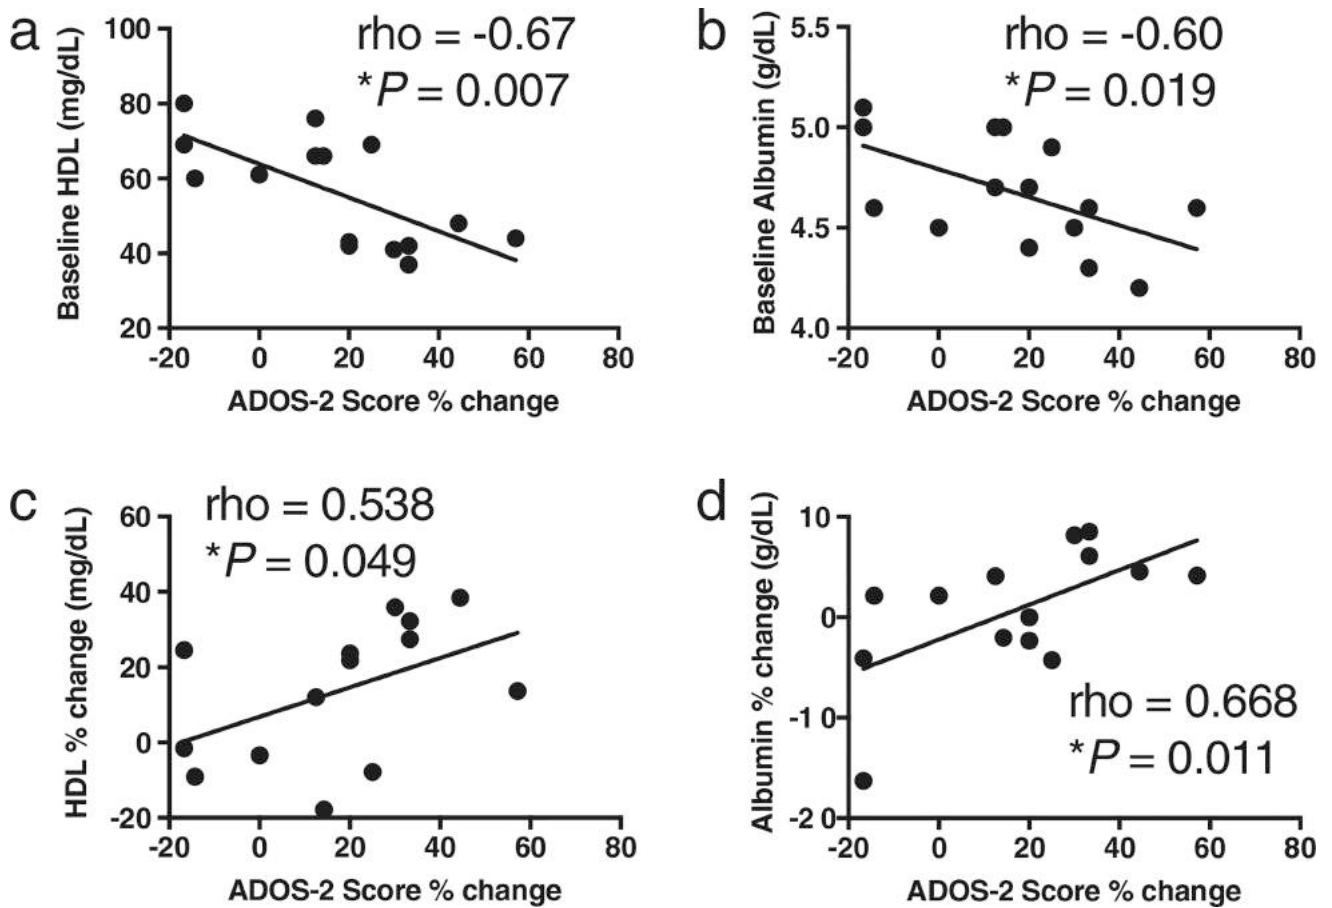 a
rho = -0.67
*P = 0.007
Baseline HDL (mg/dL)
100
80
60
40
20
-20 0 20 40 60 80
ADOS-2 Score % change
b
rho = -0.60
*P = 0.019
Baseline Albumin (g/dL)
5.5
5.0
4.5
4.0
-20 0 20 40 60 80
ADOS-2 Score % change
c
rho = 0.538
*P = 0.049
HDL % change (mg/dL)
60
40
20
0
-20
-20 0 20 40 60 80
ADOS-2 Score % change
d
rho = 0.668
*P = 0.011
Albumin % change (g/dL)
10
0
-10
-20
-20 0 20 40 60 80
ADOS-2 Score % change